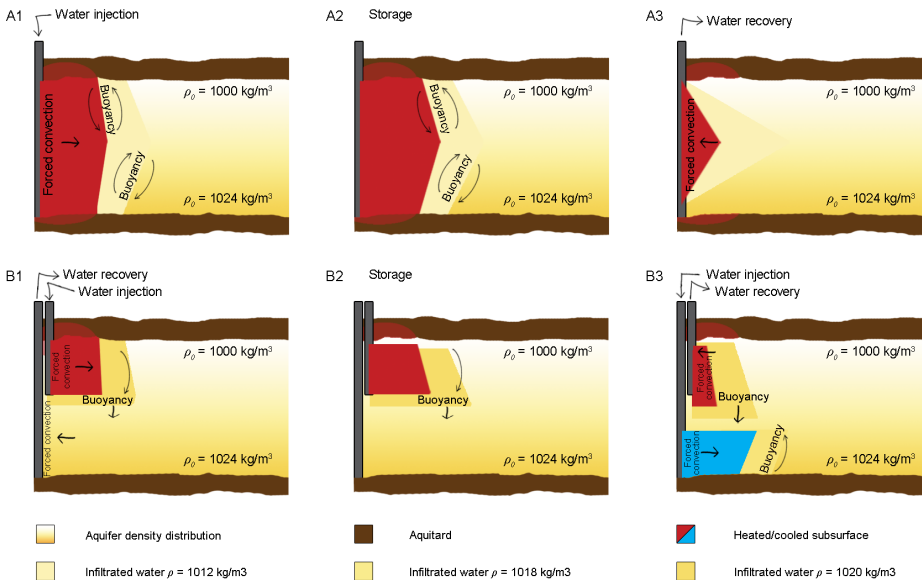 A1 Water injection
Forced convection
Buoyancy
Buoyancy
ρ0 = 1000 kg/m³
ρ0 = 1024 kg/m³
A2 Storage
Buoyancy
Buoyancy
ρ0 = 1000 kg/m³
ρ0 = 1024 kg/m³
A3 Water recovery
Forced convection
ρ0 = 1000 kg/m³
ρ0 = 1024 kg/m³
B1 Water recovery
Water injection
Forced
convection
Buoyancy
Forced convection
ρ0 = 1000 kg/m³
ρ0 = 1024 kg/m³
B2 Storage
Buoyancy
ρ0 = 1000 kg/m³
ρ0 = 1024 kg/m³
B3 Water injection
Water recovery
Forced
convection
Buoyancy
Forced
convection
Buoyancy
ρ0 = 1000 kg/m³
ρ0 = 1024 kg/m³
Aquifer density distribution
Aquitard
Heated/cooled subsurface
Infiltrated water ρ = 1012 kg/m3
Infiltrated water ρ = 1018 kg/m3
Infiltrated water ρ = 1020 kg/m3